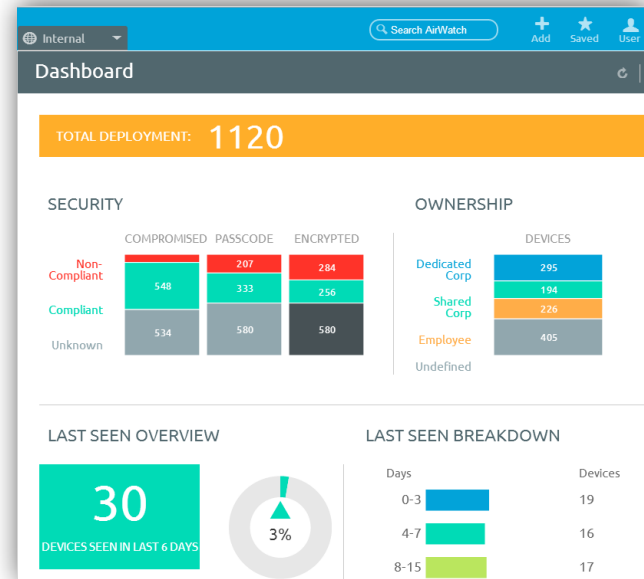 Internal
Search AirWatch
Add
Saved
User
Dashboard
TOTAL DEPLOYMENT: 1120
SECURITY
COMPROMISED PASSCODE ENCRYPTED
Non-
Compliant
207 284
548 333 256
Compliant
Unknown
534 580 580
OWNERSHIP
DEVICES
Dedicated
Corp
295
Shared
Corp
194
226
Employee
405
Undefined
LAST SEEN OVERVIEW
30
DEVICES SEEN IN LAST 6 DAYS
3%
LAST SEEN BREAKDOWN
Days Devices
0-3 19
4-7 16
8-15 17